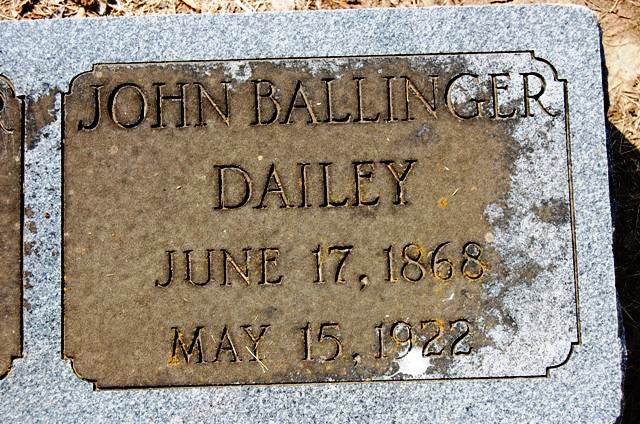 JOHN BALLINGER
DAILEY
JUNE 17, 1868
MAY 15, 1922